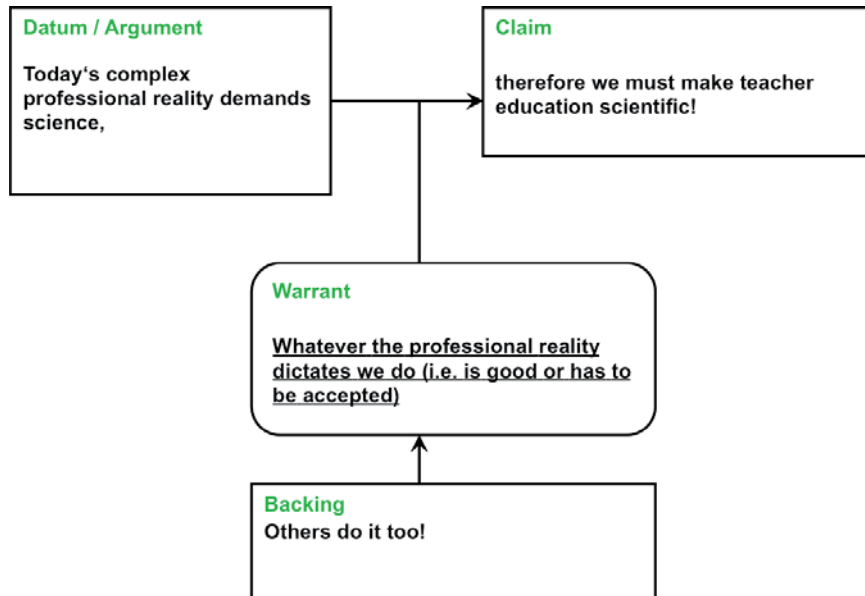 Datum / Argument
Today‘s complex
professional reality demands
science,
Claim
therefore we must make teacher
education scientific!
Warrant
Whatever the professional reality
dictates we do (i.e. is good or has to
be accepted)
Backing
Others do it too!